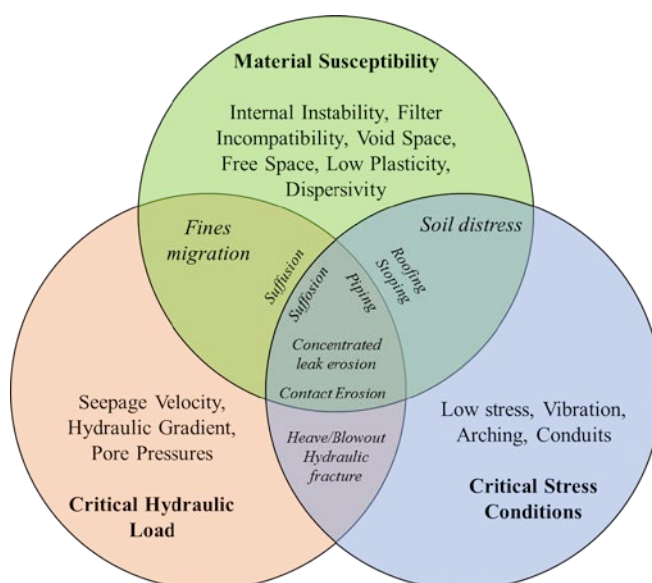 Material Susceptibility
Internal Instability, Filter
Incompatibility, Void Space,
Free Space, Low Plasticity,
Dispersivity
Fines
migration
Soil distress
Suffusion
Suffosion
Piping
Roofing
Stoping
Concentrated
leak erosion
Contact Erosion
Heave/Blowout
Hydraulic
fracture
Seepage Velocity,
Hydraulic Gradient,
Pore Pressures
Critical Hydraulic
Load
Low stress, Vibration,
Arching, Conduits
Critical Stress
Conditions